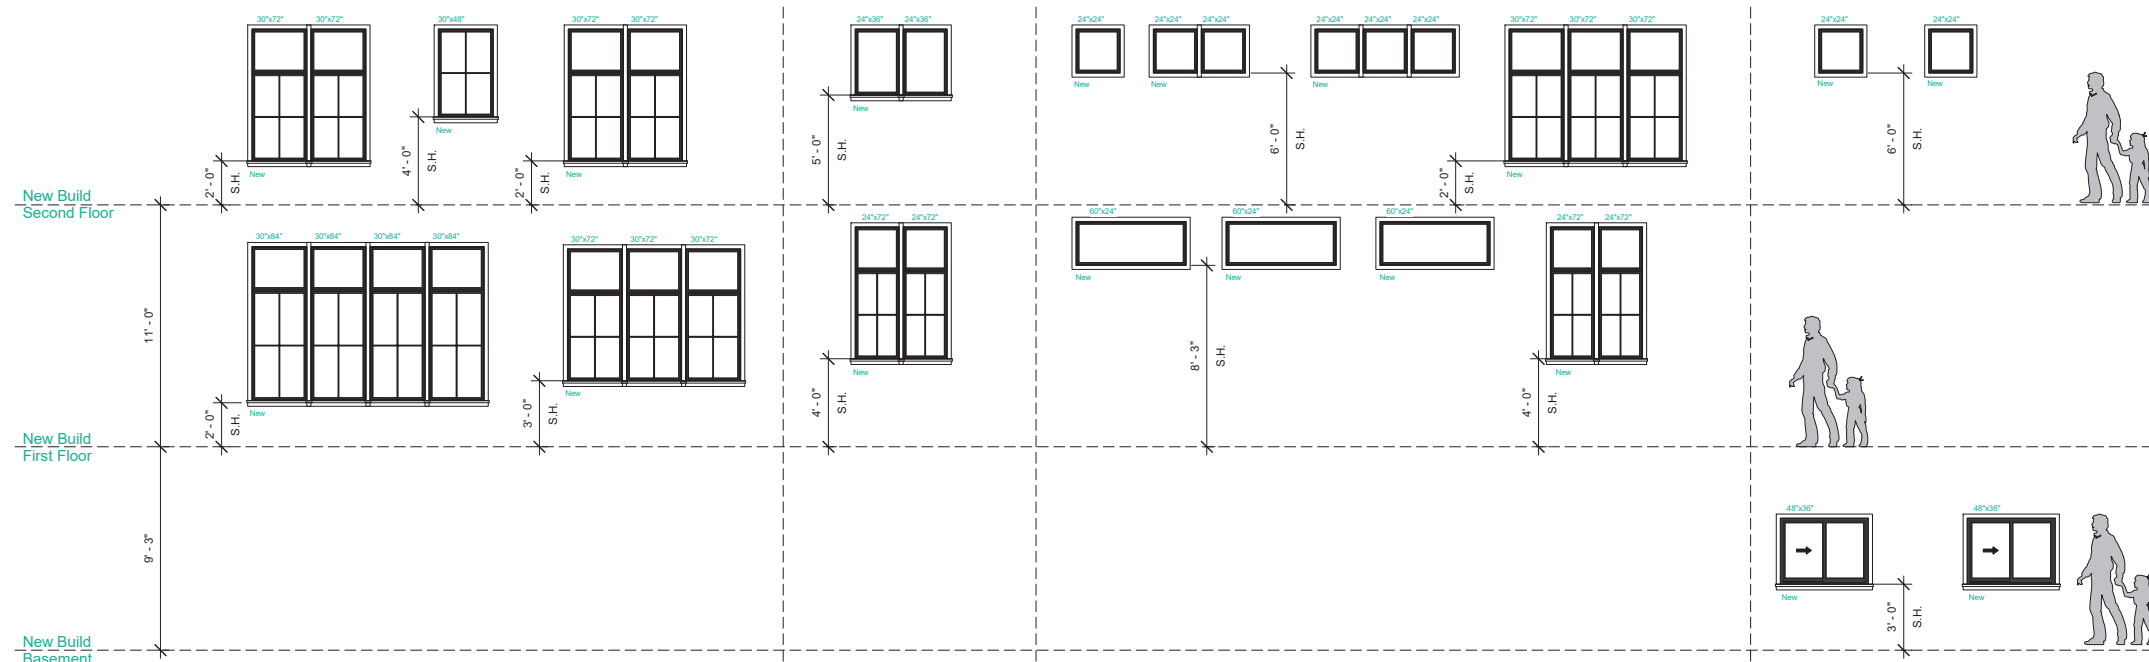 30"x72" 30"x72"
30"x48"
30"x72" 30"x72"
24"x36" 24"x36"
24"x24"
24"x24" 24"x24"
24"x24" 24"x24" 24"x24"
30"x72" 30"x72" 30"x72"
24"x24"
24"x24"
New
New
New
New
New
New
New
New
New
New
2' - 0"
S.H.
4' - 0"
S.H.
2' - 0"
S.H.
5' - 0"
S.H.
6' - 0"
S.H.
2' - 0"
S.H.
6' - 0"
S.H.
New Build
Second Floor
30"x84" 30"x84" 30"x84" 30"x84"
30"x72" 30"x72" 30"x72"
24"x72" 24"x72"
60"x24"
60"x24"
60"x24"
24"x72" 24"x72"
New
New
New
New
New
New
New
11' - 0"
2' - 0"
S.H.
3' - 0"
S.H.
4' - 0"
S.H.
8' - 3"
S.H.
4' - 0"
S.H.
New Build
First Floor
9' - 3"
48"x36"
48"x36"
New
New
3' - 0"
S.H.
New Build
Basement